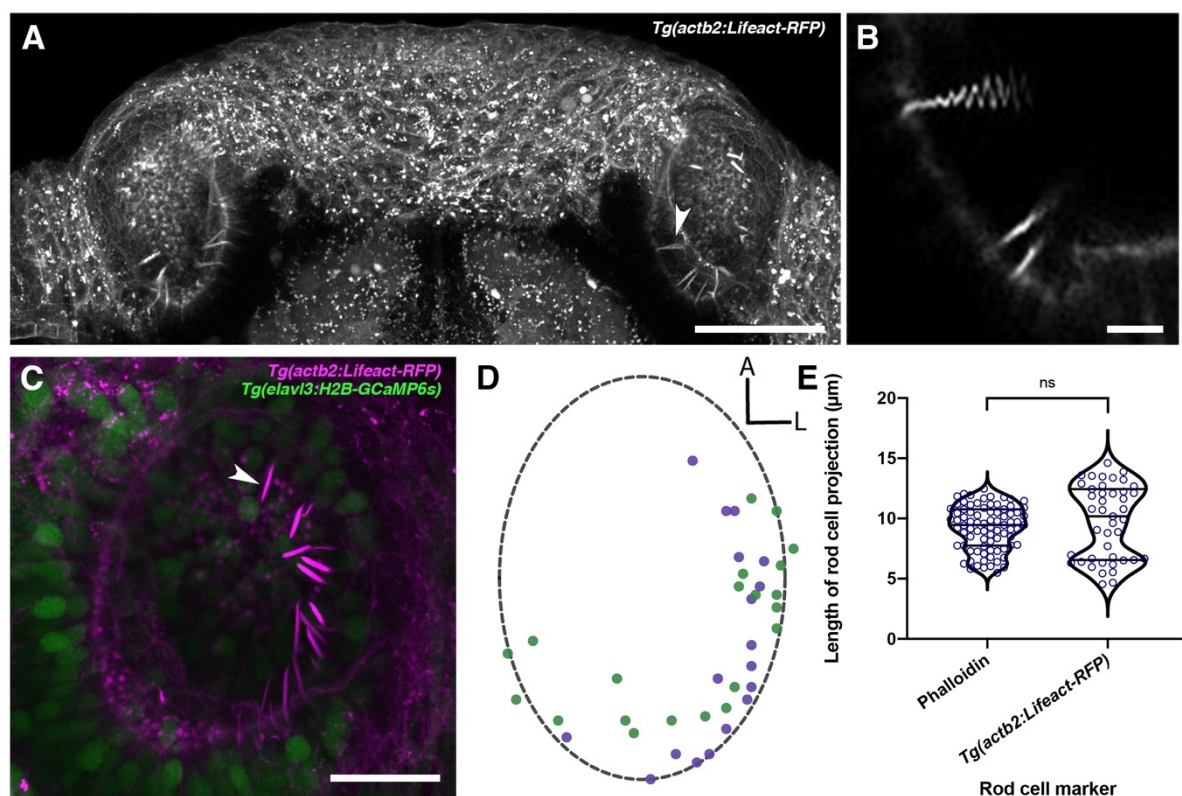 A
Tg(actb2:Lifeact-RFP)
B
C
Tg(actb2:Lifeact-RFP)
Tg(elavl3:H2B-GCaMP6s)
D
A
L
E
ns
Length of rod cell projection (µm)
20
15
10
5
0
Phalloidin
Tg(actb2:Lifeact-RFP)
Rod cell marker